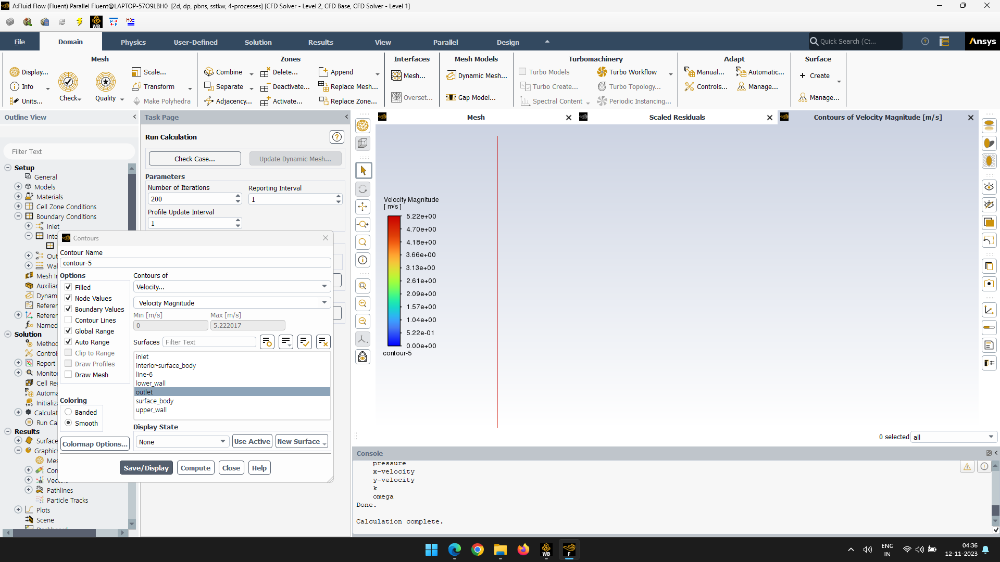 A:Fluid Flow (Fluent) Parallel Fluent@LAPTOP-57O9LBH0 [2d, dp, pbns, sstkw, 4-processes] [CFD Solver - Level 2, CFD Base, CFD Solver - Level 1]
WB
File
Domain
Physics
User-Defined
Solution
Results
View
Parallel
Design
Quick Search (Ct...
Ansys
Mesh
Display...
Info
Units...
Check
Quality
Scale...
Transform
Make Polyhedra
Zones
Combine
Separate
Adjacency...
Delete...
Deactivate...
Activate...
Append
Replace Mesh...
Replace Zone...
Interfaces
Mesh...
Overset...
Mesh Models
Dynamic Mesh...
Gap Model...
Turbomachinery
Turbo Models
Turbo Create...
Spectral Content
Turbo Workflow
Turbo Topology...
Periodic Instancing...
Adapt
Manual...
Controls...
Automatic...
Manage...
Surface
+ Create
Manage...
Outline View
Filter Text
Setup
General
Models
Materials
Cell Zone Conditions
Boundary Conditions
Inlet
Inte
Out
Wal
Mesh In
Auxiliar
Dynam
Referen
Referen
Named
Solution
Metho
Control
Report
Monito
Cell Reg
Automa
Initializa
Calculat
Run Ca
Results
Surface
Graphic
Mes
Con
Vect
Pathlines
Particle Tracks
Plots
Scene
Task Page
Run Calculation
Check Case...
Update Dynamic Mesh...
Parameters
Number of Iterations
200
Reporting Interval
1
Profile Update Interval
1
Contours
Contour Name
contour-5
Options
Filled
Node Values
Boundary Values
Contour Lines
Global Range
Auto Range
Clip to Range
Draw Profiles
Draw Mesh
Coloring
Banded
Smooth
Colormap Options...
Contours of
Velocity...
Velocity Magnitude
Min [m/s]
Max [m/s]
0
5.222017
Surfaces
Filter Text
inlet
interior-surface_body
line-6
lower_wall
outlet
surface_body
upper_wall
Display State
None
Use Active
New Surface
Save/Display
Compute
Close
Help
Mesh
Scaled Residuals
Contours of Velocity Magnitude [m/s]
Velocity Magnitude
[ m/s ]
5.22e+00
4.70e+00
4.18e+00
3.66e+00
3.13e+00
2.61e+00
2.09e+00
1.57e+00
1.04e+00
5.22e-01
0.00e+00
contour-5
0 selected
all
Console
pressure
x-velocity
y-velocity
k
omega
Done.
Calculation complete.
WB
F
ENG
IN
04:36
12-11-2023